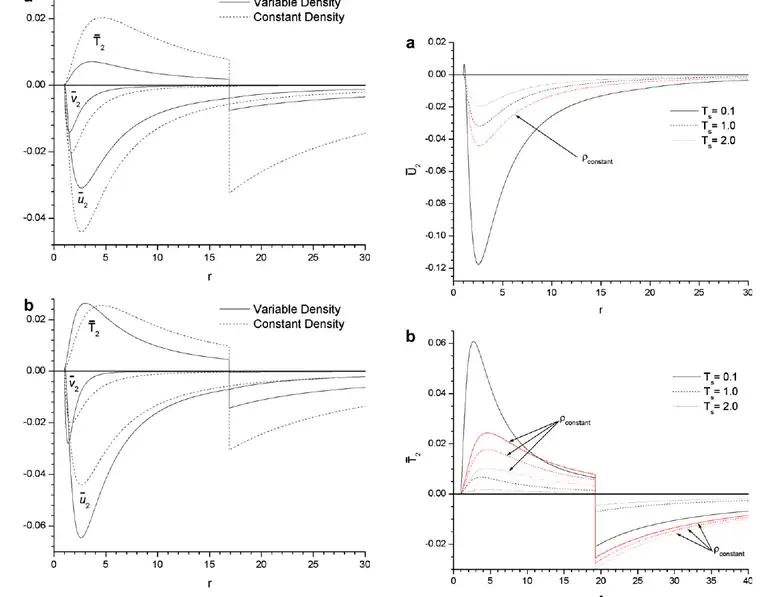 a
Variable Density
Constant Density
0.02
0.00
-0.02
-0.04
T̿2
v̄2
ū2
0 5 10 15 20 25 30
r
b
Variable Density
Constant Density
0.02
0.00
-0.02
-0.04
-0.06
T̿2
v̄2
ū2
0 5 10 15 20 25 30
r
a
0.02
0.00
-0.02
-0.04
-0.06
-0.08
-0.10
-0.12
Ū2
Ts= 0.1
Ts= 1.0
Ts= 2.0
ρconstant
0 5 10 15 20 25 30
r
b
0.06
0.04
0.02
0.00
-0.02
T̿2
Ts= 0.1
Ts= 1.0
Ts= 2.0
ρconstant
ρconstant
0 5 10 15 20 25 30 35 40